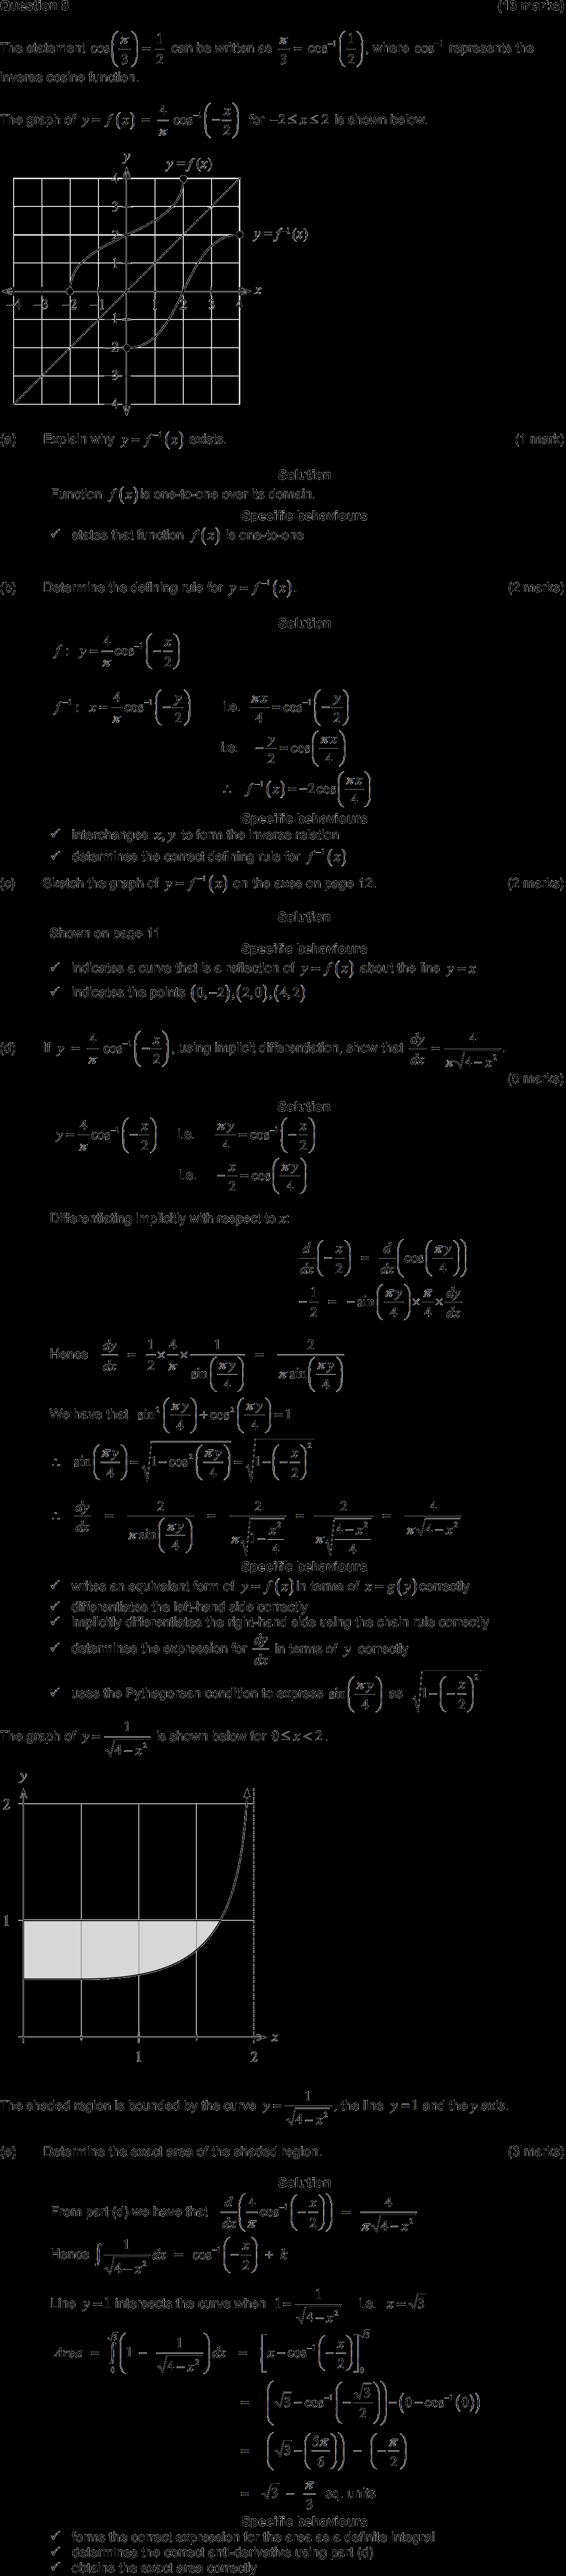 Question 8 (13 marks)
The statement cos(π/3) = 1/2 can be written as π/3 = cos⁻¹(1/2), where cos⁻¹ represents the
inverse cosine function.
The graph of y = f(x) = 4/π cos⁻¹(−x/2) for −2 ≤ x ≤ 2 is shown below.
y
y = f(x)
4
3
2
y = f⁻¹(x)
1
x
−4 −3 −2 −1 1 2 3 4
1
2
3
4
(a) Explain why y = f⁻¹(x) exists. (1 mark)
Solution
Function f(x) is one-to-one over its domain.
Specific behaviours
✓ states that function f(x) is one-to-one
(b) Determine the defining rule for y = f⁻¹(x). (2 marks)
Solution
f : y = 4/π cos⁻¹(−x/2)
f⁻¹ : x = 4/π cos⁻¹(−y/2) i.e. πx/4 = cos⁻¹(−y/2)
i.e. −y/2 = cos(πx/4)
∴ f⁻¹(x) = −2cos(πx/4)
Specific behaviours
✓ interchanges x, y to form the inverse relation
✓ determines the correct defining rule for f⁻¹(x)
(c) Sketch the graph of y = f⁻¹(x) on the axes on page 12. (2 marks)
Solution
Shown on page 11
Specific behaviours
✓ indicates a curve that is a reflection of y = f(x) about the line y = x
✓ indicates the points (0,−2),(2,0),(4,2)
(d) If y = 4/π cos⁻¹(−x/2), using implicit differentiation, show that dy/dx = 4/(π√(4−x²)).
(5 marks)
Solution
y = 4/π cos⁻¹(−x/2) i.e. πy/4 = cos⁻¹(−x/2)
i.e. −x/2 = cos(πy/4)
Differentiating implicitly with respect to x:
d/dx(−x/2) = d/dx(cos(πy/4))
−1/2 = −sin(πy/4)×π/4×dy/dx
Hence dy/dx = 1/2×4/π×1/sin(πy/4) = 2/(π sin(πy/4))
We have that sin²(πy/4)+cos²(πy/4)=1
∴ sin(πy/4)=√(1−cos²(πy/4))=√(1−(−x/2)²)
∴ dy/dx = 2/(π sin(πy/4)) = 2/(π√(1−x²/4)) = 2/(π√((4−x²)/4)) = 4/(π√(4−x²))
Specific behaviours
✓ writes an equivalent form of y = f(x) in terms of x = g(y) correctly
✓ differentiates the left-hand side correctly
✓ implicitly differentiates the right-hand side using the chain rule correctly
✓ determines the expression for dy/dx in terms of y correctly
✓ uses the Pythagorean condition to express sin(πy/4) as √(1−(−x/2)²)
The graph of y = 1/√(4−x²) is shown below for 0 ≤ x < 2.
y
2
1
x
1 2
The shaded region is bounded by the curve y = 1/√(4−x²), the line y = 1 and the y axis.
(e) Determine the exact area of the shaded region. (3 marks)
Solution
From part (d) we have that d/dx(4/π cos⁻¹(−x/2)) = 4/(π√(4−x²))
Hence ∫1/√(4−x²) dx = cos⁻¹(−x/2) + k
Line y = 1 intersects the curve when 1 = 1/√(4−x²) i.e. x = √3
Area = ∫₀^√3 (1 − 1/√(4−x²)) dx = [x − cos⁻¹(−x/2)]₀^√3
= (√3 − cos⁻¹(−√3/2)) − (0 − cos⁻¹(0))
= (√3 − (5π/6)) − (−π/2)
= √3 − π/3 sq. units
Specific behaviours
✓ forms the correct expression for the area as a definite integral
✓ determines the correct anti-derivative using part (d)
✓ obtains the exact area correctly